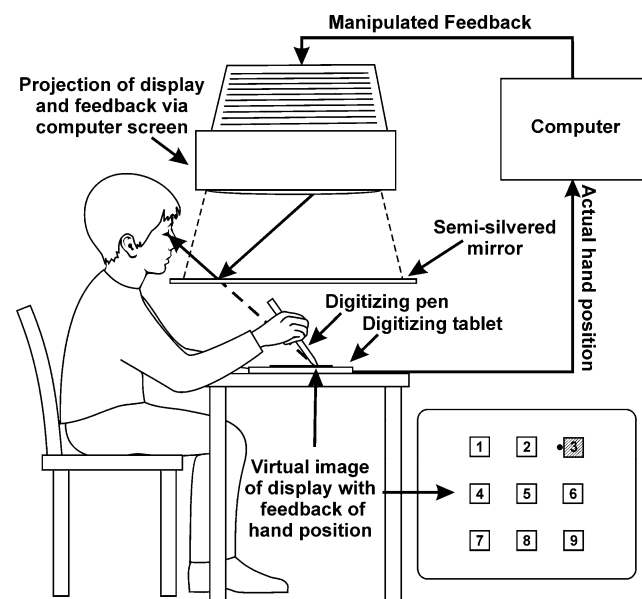 Manipulated Feedback
Projection of display
and feedback via
computer screen
Computer
Actual hand position
Semi-silvered
mirror
Digitizing pen
Digitizing tablet
Virtual image
of display with
feedback of
hand position
1 2 3
4 5 6
7 8 9